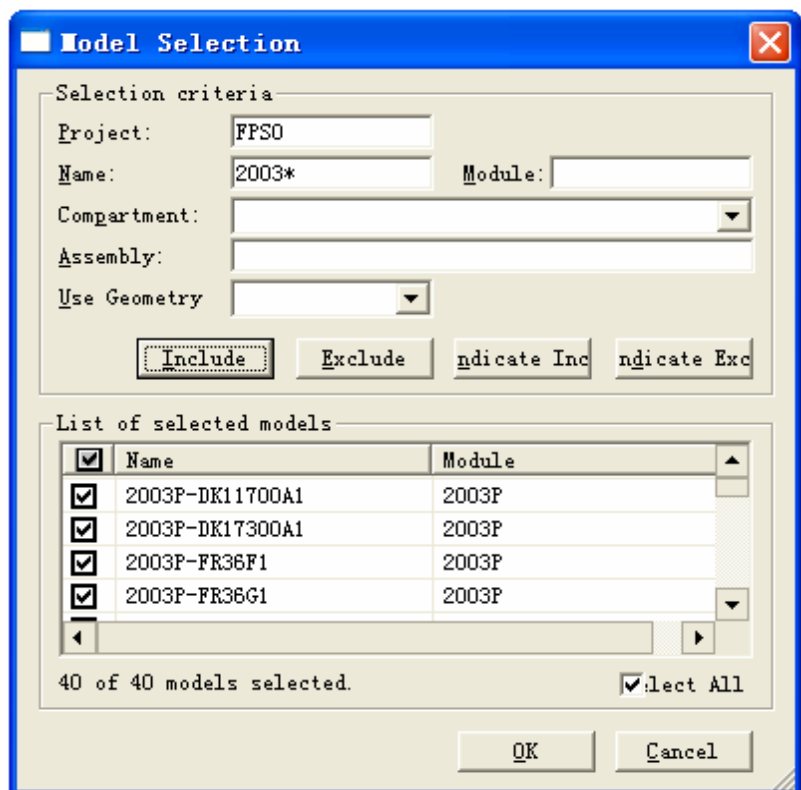 Model Selection
Selection criteria
Project: FPSO
Name: 2003* Module:
Compartment:
Assembly:
Use Geometry
Include Exclude ndicate Inc ndicate Exc
List of selected models
Name Module
2003P-DK11700A1 2003P
2003P-DK17300A1 2003P
2003P-FR36F1 2003P
2003P-FR36G1 2003P
40 of 40 models selected. lect All
OK Cancel